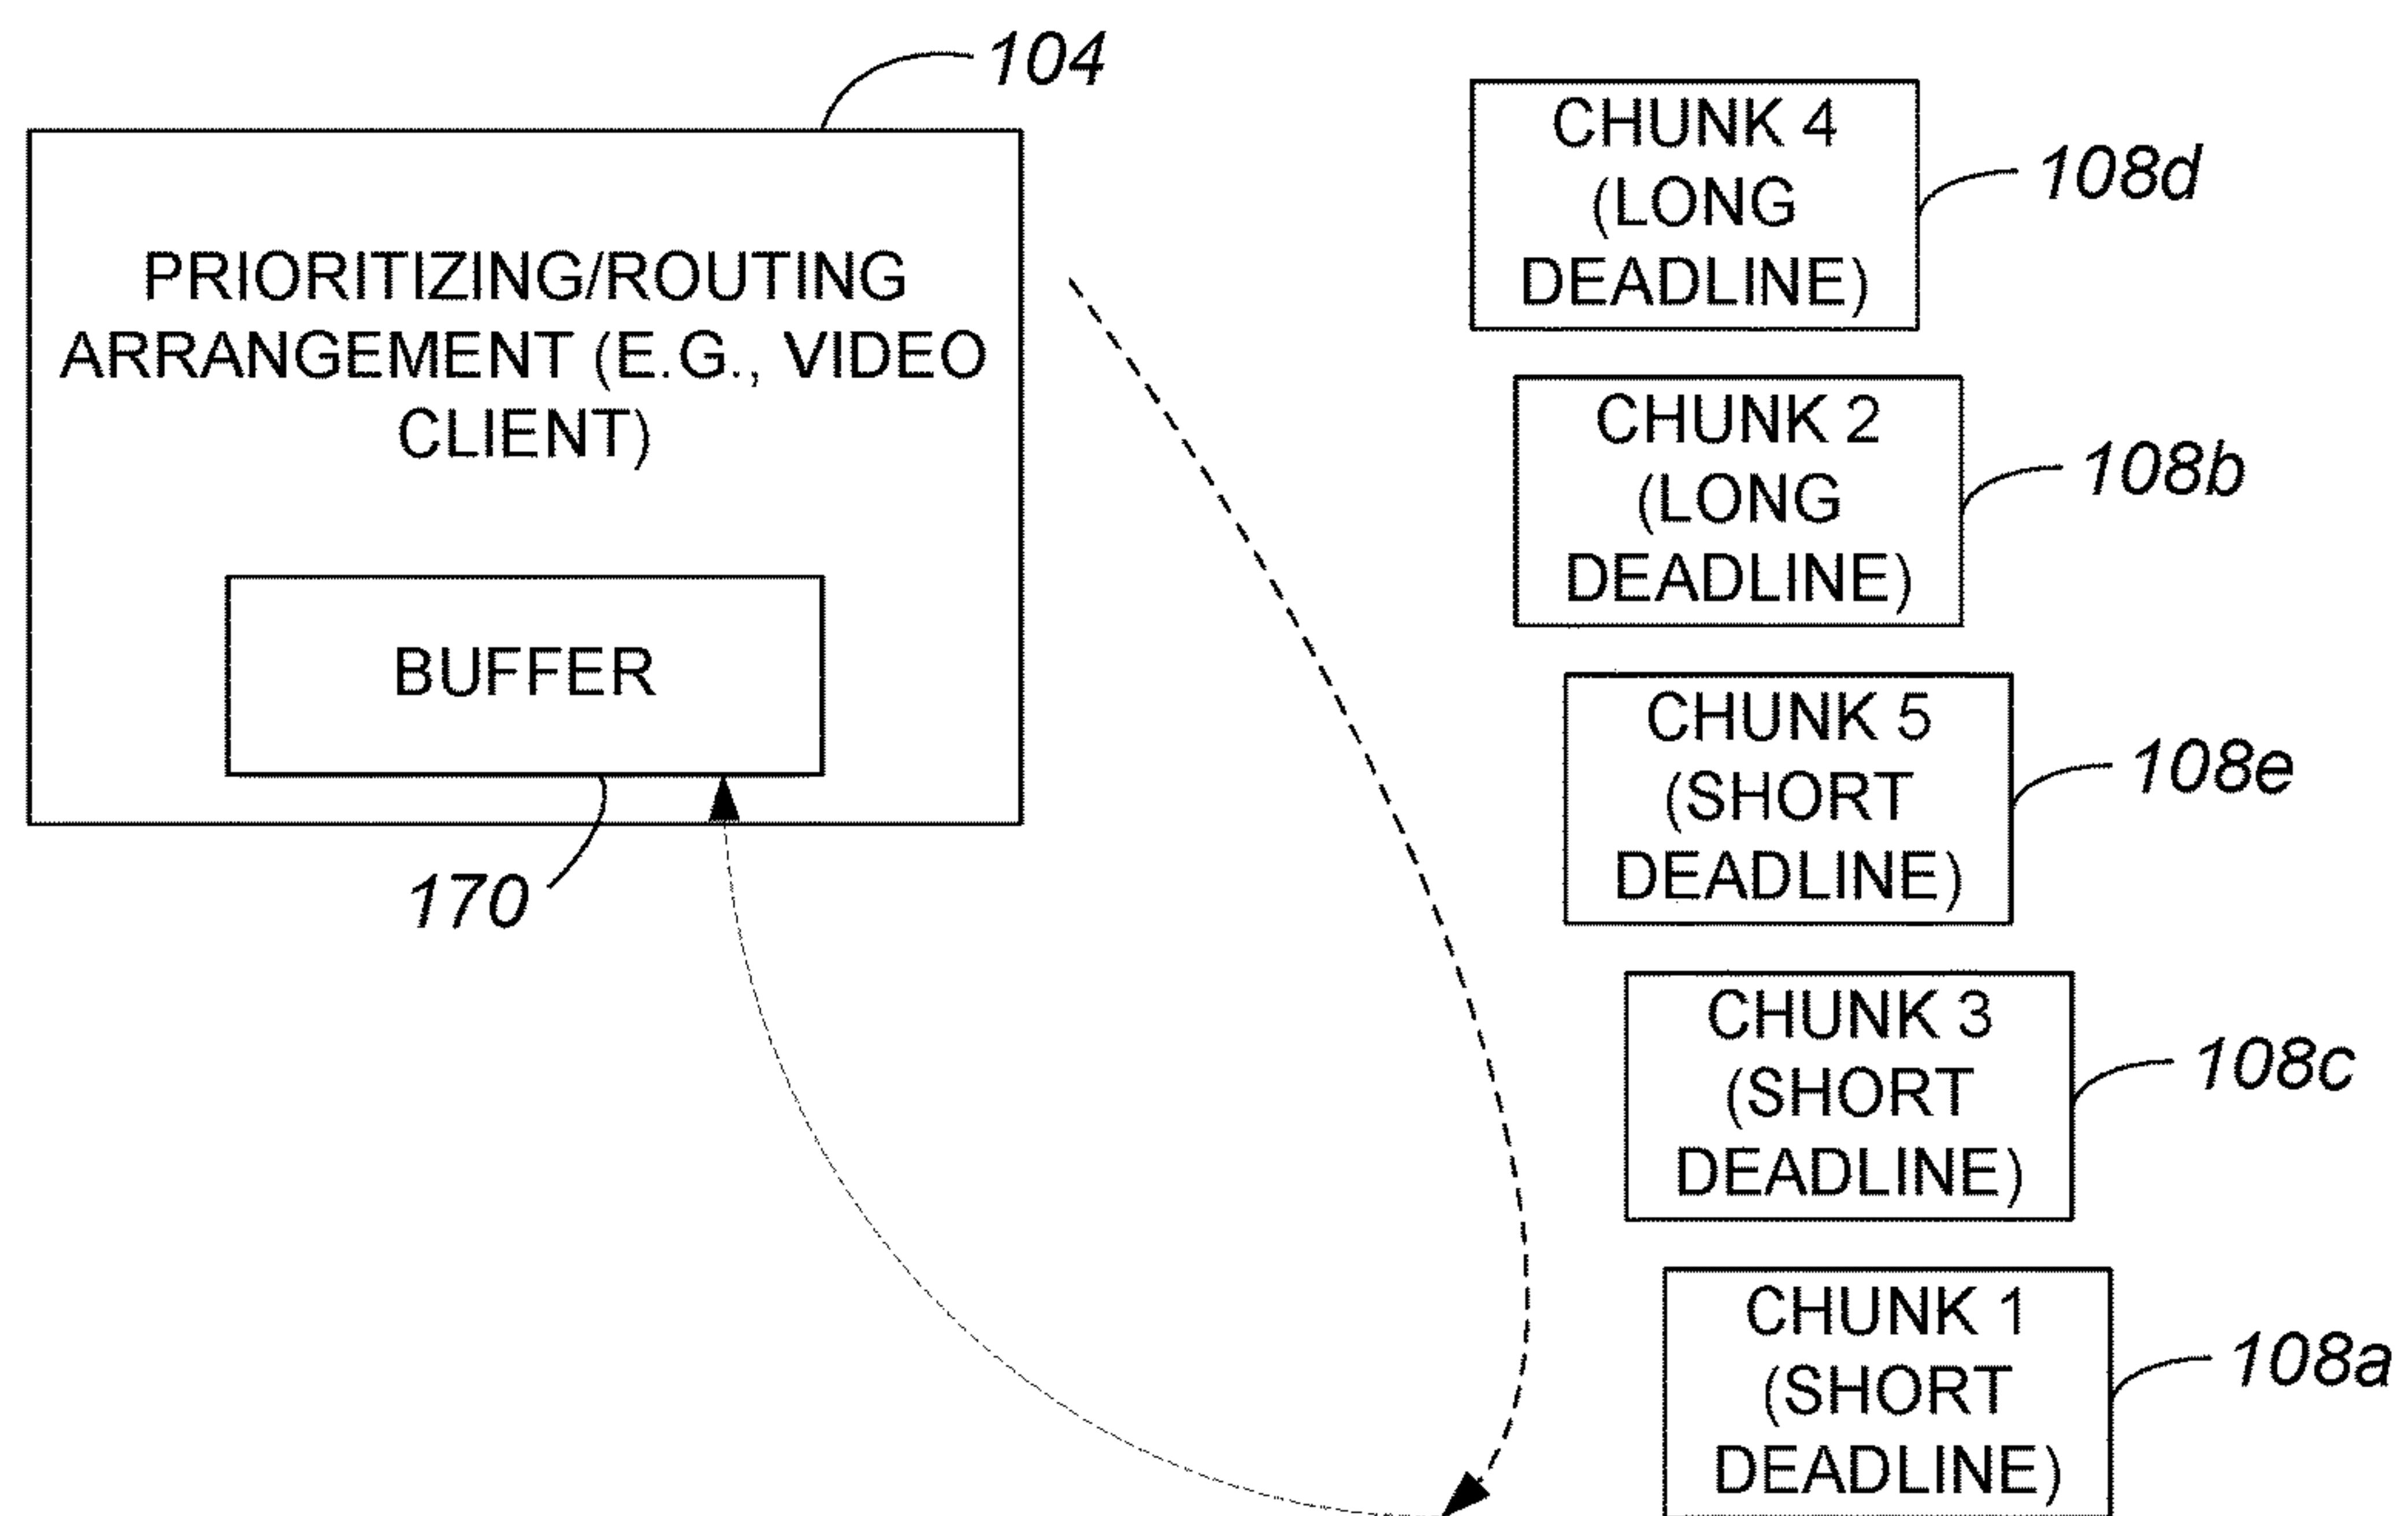 104
PRIORITIZING/ROUTING
ARRANGEMENT (E.G., VIDEO
CLIENT)
BUFFER
170
CHUNK 4
(LONG
DEADLINE)
108d
CHUNK 2
(LONG
DEADLINE)
108b
CHUNK 5
(SHORT
DEADLINE)
108e
CHUNK 3
(SHORT
DEADLINE)
108c
CHUNK 1
(SHORT
DEADLINE)
108a